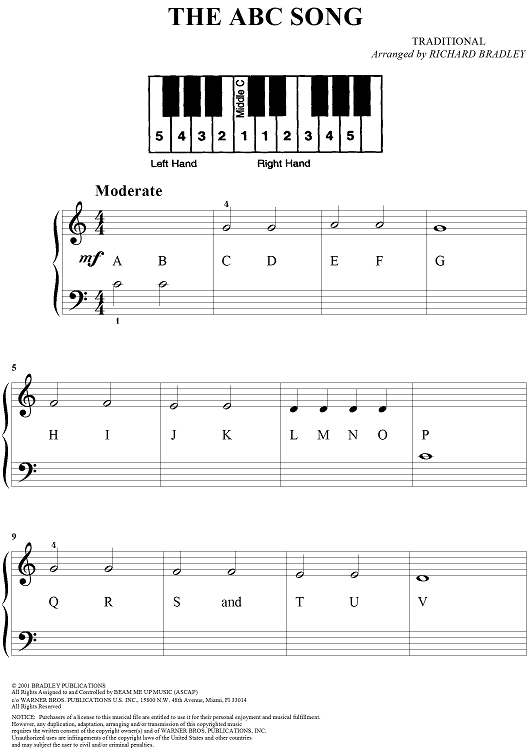 THE ABC SONG
TRADITIONAL
Arranged by RICHARD BRADLEY
Middle C
5 4 3 2 1 1 2 3 4 5
Left Hand Right Hand
Moderate
4
4 4
mf A B C D E F G
4 4
1
5
H I J K L M N O P
9
4
Q R S and T U V
© 2001 BRADLEY PUBLICATIONS
All Rights Assigned to and Controlled by BEAM ME UP MUSIC (ASCAP)
c/o WARNER BROS. PUBLICATIONS U.S. INC., 15800 N.W. 48th Avenue, Miami, Fl 33014
All Rights Reserved
NOTICE: Purchasers of a license to this musical file are entitled to use it for their personal enjoyment and musical fulfillment.
However, any duplication, adaptation, arranging and/or transmission of this copyrighted music
requires the written consent of the copyright owner(s) and of WARNER BROS. PUBLICATIONS, INC.
Unauthorized uses are infringements of the copyright laws of the United States and other countries
and may subject the user to civil and/or criminal penalties.